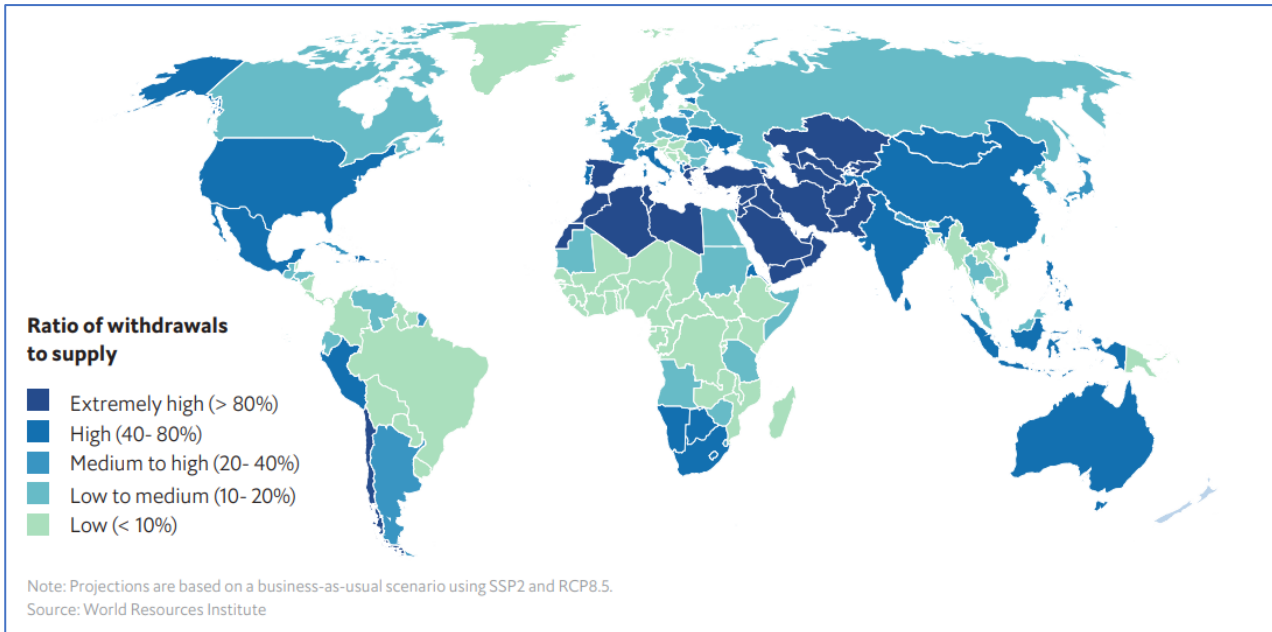 Ratio of withdrawals
to supply
Extremely high (> 80%)
High (40- 80%)
Medium to high (20- 40%)
Low to medium (10- 20%)
Low (< 10%)
Note: Projections are based on a business-as-usual scenario using SSP2 and RCP8.5.
Source: World Resources Institute